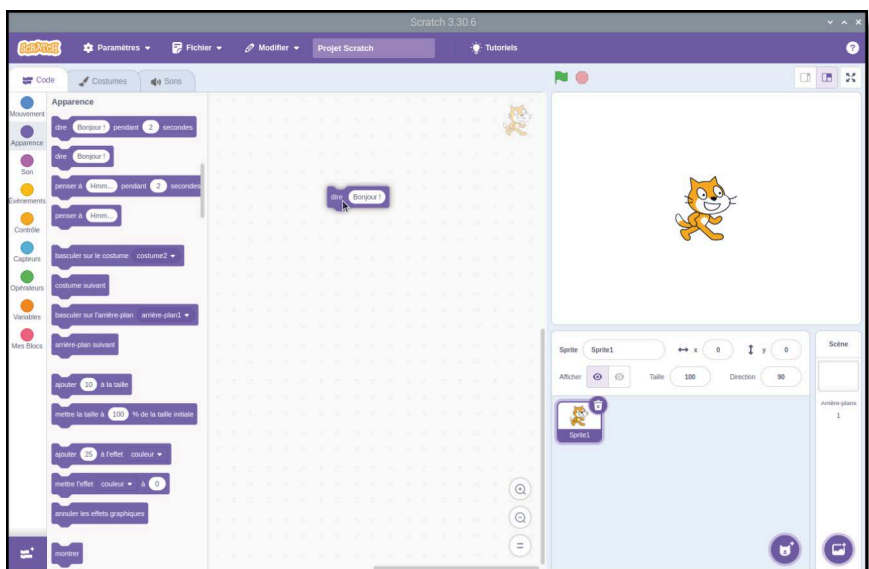 Scratch 3.30.6
SCRATCH Paramètres Fichier Modifier Projet Scratch Tutoriels ?
Code Costumes Sons
Mouvement
Apparence
Son
Événements
Contrôle
Capteurs
Opérateurs
Variables
Mes Blocs
Apparence
dire Bonjour ! pendant 2 secondes
dire Bonjour !
penser à Hmm... pendant 2 secondes
penser à Hmm...
basculer sur le costume costume2
costume suivant
basculer sur l'arrière-plan arrière-plan1
arrière-plan suivant
ajouter 10 à la taille
mettre la taille à 100 % de la taille initiale
ajouter 25 à l'effet couleur
mettre l'effet couleur à 0
annuler les effets graphiques
montrer
dire Bonjour !
Sprite Sprite1 x 0 y 0
Afficher Taille 100 Direction 90
Sprite1
Scène
Arrière-plans
1